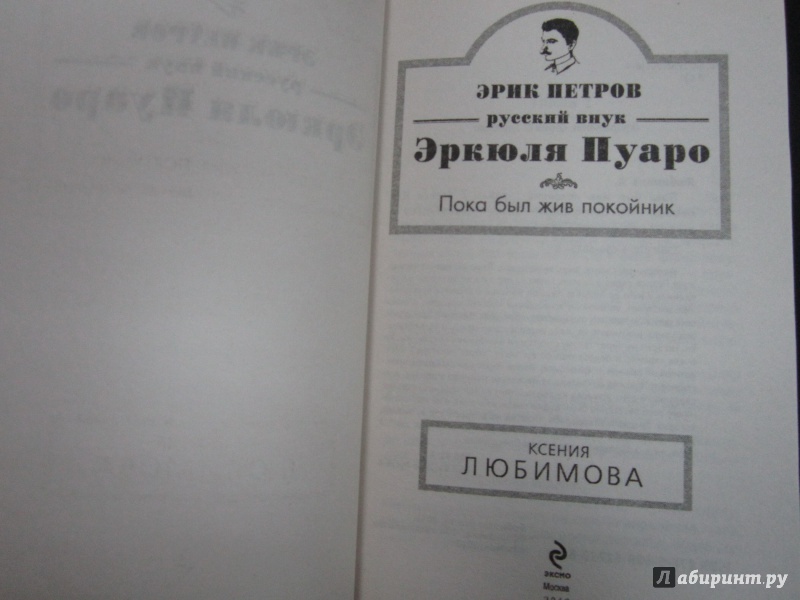 ЭРИК ПЕТРОВ
русский внук
Эркюля Пуаро
Пока был жив покойник
КСЕНИЯ
ЛЮБИМОВА
ЭКСМО
Москва
Лабиринт.ру